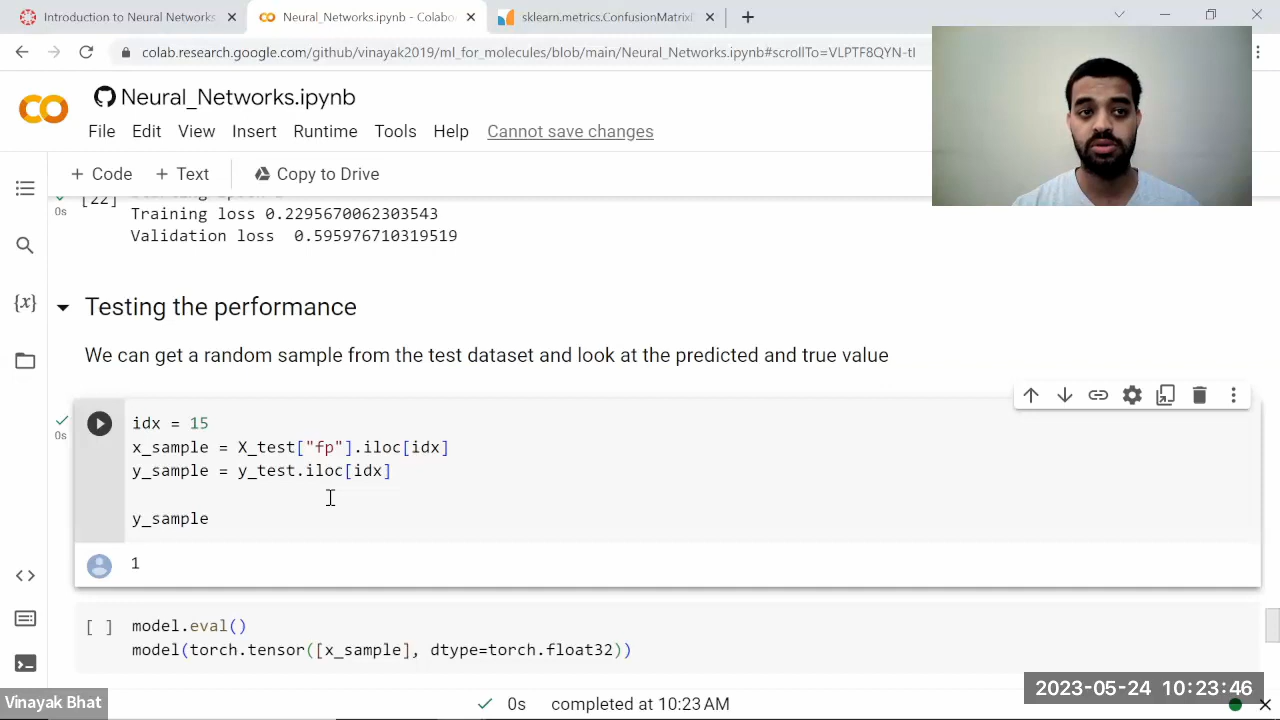 Introduction to Neural Networks
Neural_Networks.ipynb - Colabo
sklearn.metrics.ConfusionMatrixD
colab.research.google.com/github/vinayak2019/ml_for_molecules/blob/main/Neural_Networks.ipynb#scrollTo=VLPTF8QYN-tI
Neural_Networks.ipynb
File Edit View Insert Runtime Tools Help Cannot save changes
+ Code + Text Copy to Drive
[22]
0s
Training loss 0.2295670062303543
Validation loss 0.595976710319519
Testing the performance
We can get a random sample from the test dataset and look at the predicted and true value
0s
idx = 15
x_sample = X_test["fp"].iloc[idx]
y_sample = y_test.iloc[idx]
y_sample
1
[ ] model.eval()
model(torch.tensor([x_sample], dtype=torch.float32))
Vinayak Bhat
0s completed at 10:23 AM
2023-05-24 10:23:46